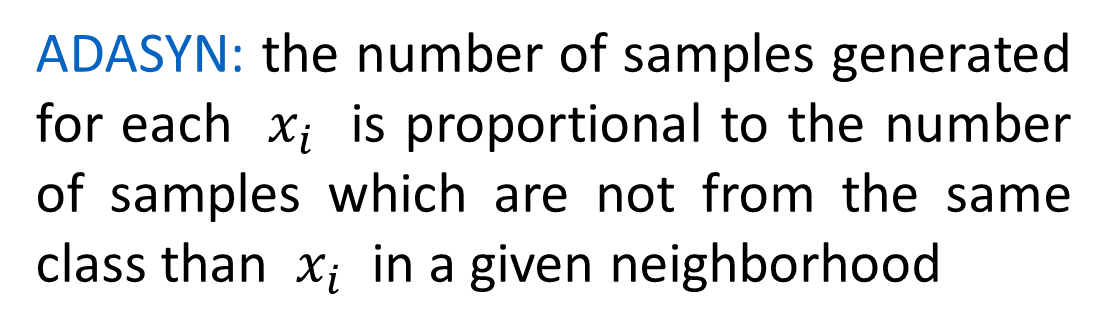 ADASYN: the number of samples generated
for each xᵢ is proportional to the number
of samples which are not from the same
class than xᵢ in a given neighborhood